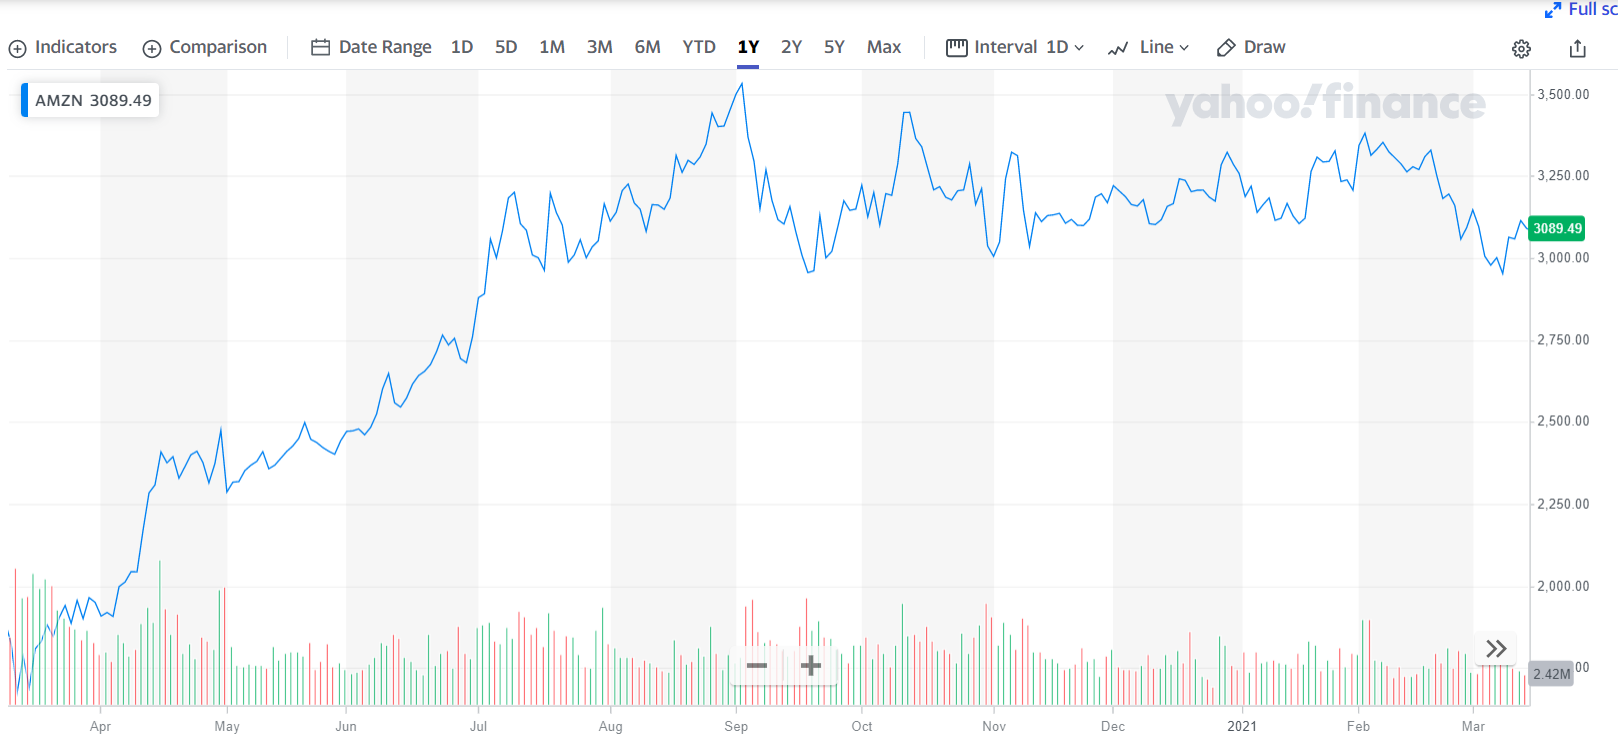 Full sc
Indicators Comparison Date Range 1D 5D 1M 3M 6M YTD 1Y 2Y 5Y Max Interval 1D Line Draw
AMZN 3089.49
yahoo!finance
3,500.00
3,250.00
3089.49
3,000.00
2,750.00
2,500.00
2,250.00
2,000.00
00
2.42M
Apr May Jun Jul Aug Sep Oct Nov Dec 2021 Feb Mar